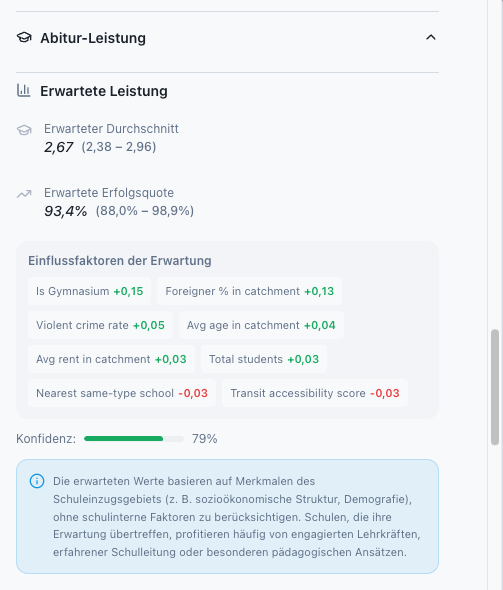 Abitur-Leistung
Erwartete Leistung
Erwarteter Durchschnitt
2,67 (2,38 – 2,96)
Erwartete Erfolgsquote
93,4% (88,0% – 98,9%)
Einflussfaktoren der Erwartung
Is Gymnasium +0,15 Foreigner % in catchment +0,13
Violent crime rate +0,05 Avg age in catchment +0,04
Avg rent in catchment +0,03 Total students +0,03
Nearest same-type school -0,03 Transit accessibility score -0,03
Konfidenz: 79%
Die erwarteten Werte basieren auf Merkmalen des
Schuleinzugsgebiets (z. B. sozioökonomische Struktur, Demografie),
ohne schulinterne Faktoren zu berücksichtigen. Schulen, die ihre
Erwartung übertreffen, profitieren häufig von engagierten Lehrkräften,
erfahrener Schulleitung oder besonderen pädagogischen Ansätzen.